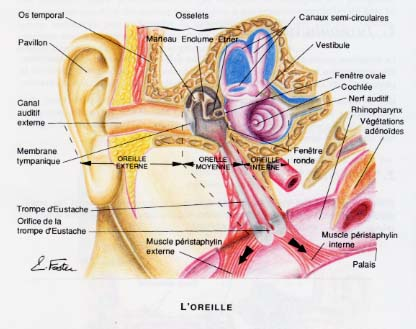 Os temporal
Osselets
Canaux semi-circulaires
Pavillon
Marteau Enclume Etrier
Vestibule
Fenêtre ovale
Cochlée
Nerf auditif
Rhinopharynx
Végétations
adénoïdes
Canal
auditif
externe
Membrane
tympanique
Fenêtre
ronde
OREILLE
EXTERNE
OREILLE
MOYENNE
OREILLE
INTERNE
Trompe d'Eustache
Orifice de la
trompe d'Eustache
Muscle péristaphylin
externe
Muscle péristaphylin
interne
Palais
L'OREILLE